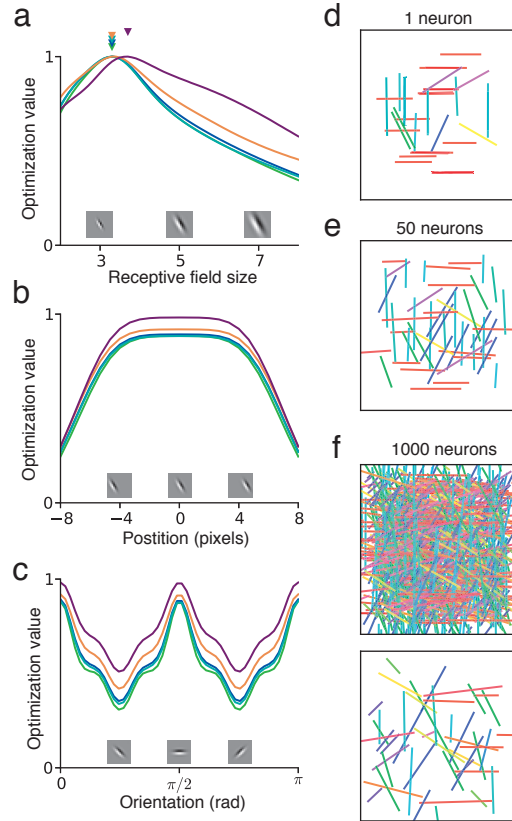 a
Optimization value
1
0
3
5
7
Receptive field size
b
Optimization value
1
0
−8
−4
0
4
8
Position (pixels)
c
Optimization value
1
0
0
π/2
π
Orientation (rad)
d
1 neuron
e
50 neurons
f
1000 neurons